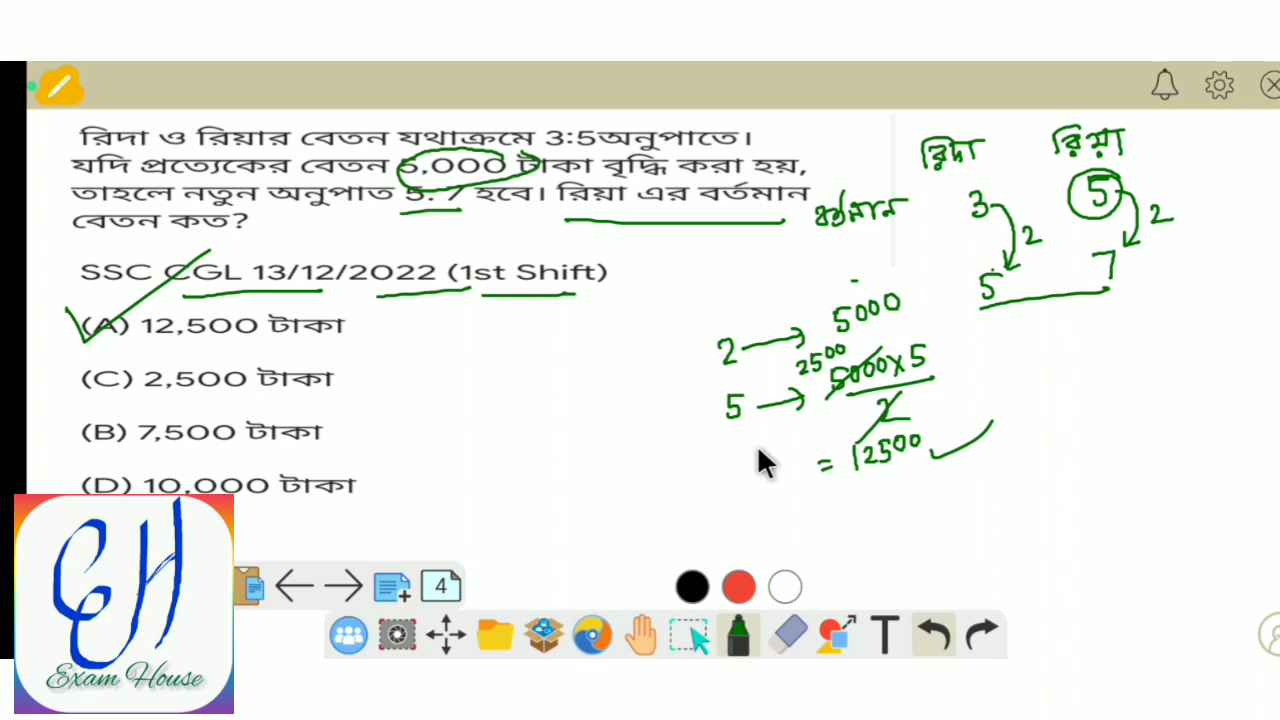 রিদা ও রিয়ার বেতন যথাক্রমে 3:5অনুপাতে।
যদি প্রত্যেকের বেতন 5,000 টাকা বৃদ্ধি করা হয়,
তাহলে নতুন অনুপাত 5:7 হবে। রিয়া এর বর্তমান
বেতন কত?
SSC CGL 13/12/2022 (1st Shift)
(A) 12,500 টাকা
(C) 2,500 টাকা
(B) 7,500 টাকা
(D) 10,000 টাকা
রিদা রিয়া
বর্তমান 3 5
2 2
5 7
2 → 5000
2500
5 → 5000x5
2
= 12500
4
T
CH
Exam House